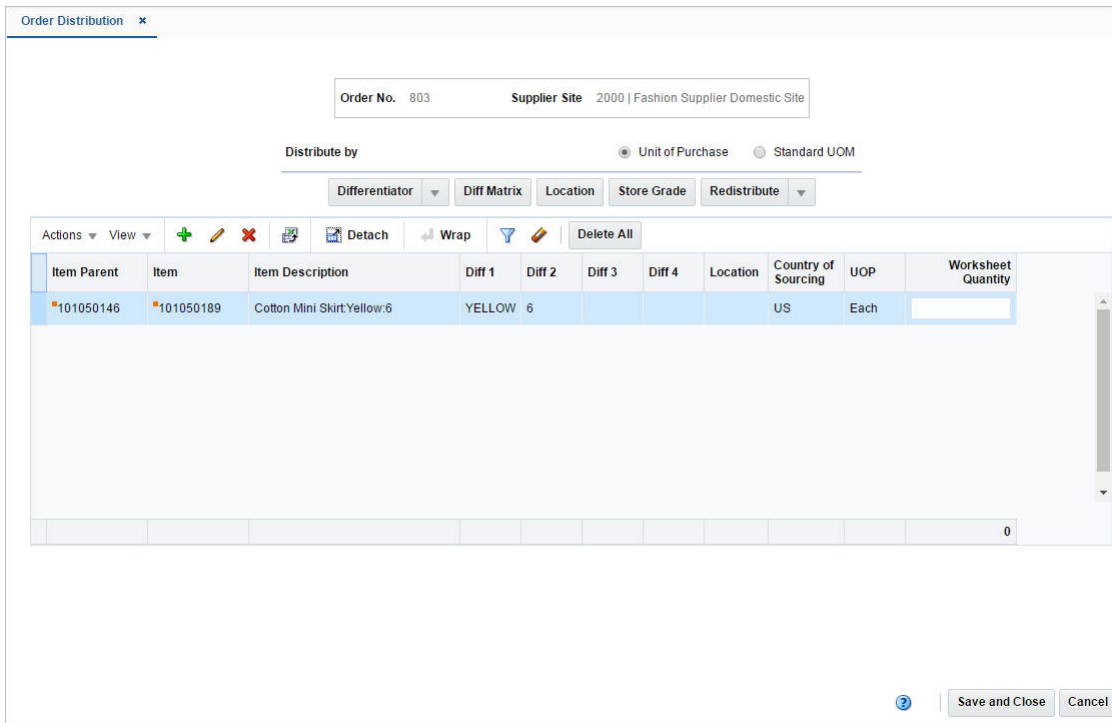 Order Distribution ×
Order No. 803 Supplier Site 2000 | Fashion Supplier Domestic Site
Distribute by Unit of Purchase Standard UOM
Differentiator Diff Matrix Location Store Grade Redistribute
Actions View Detach Wrap Delete All
Item Parent Item Item Description Diff 1 Diff 2 Diff 3 Diff 4 Location Country of Sourcing UOP Worksheet Quantity
101050146 101050189 Cotton Mini Skirt:Yellow:6 YELLOW 6 US Each
0
? Save and Close Cancel